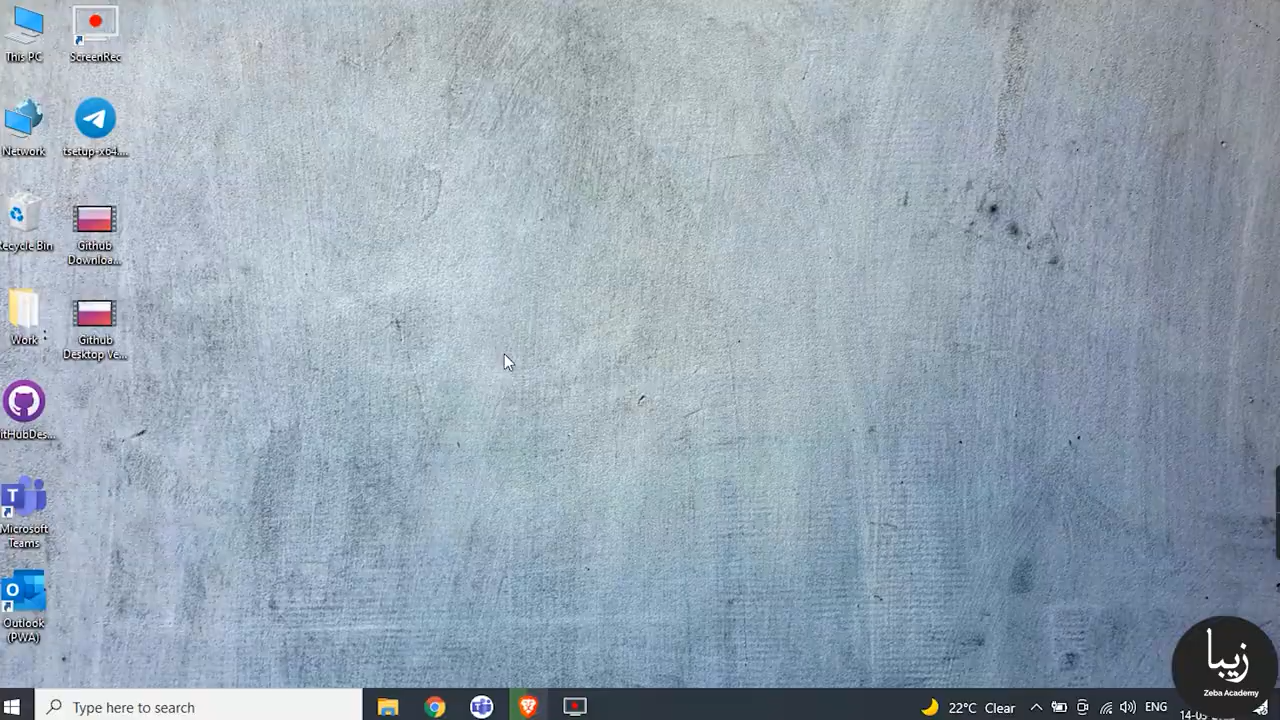 This PC
ScreenRec
Network
tsetup-x64....
Recycle Bin
Github
Downloa...
Work
Github
Desktop Ve...
itHubDes...
T
Microsoft
Teams
O
Outlook
(PWA)
Type here to search
22°C Clear
ENG
زيبا
Zeba Academy